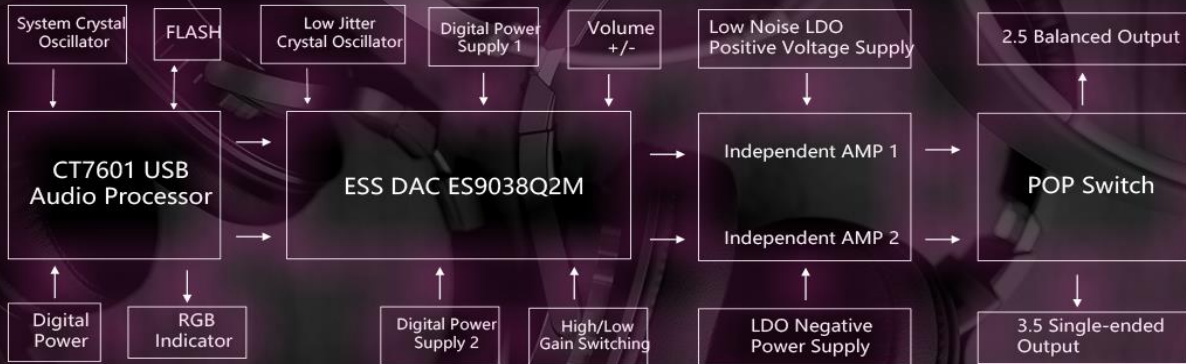 System Crystal
Oscillator
FLASH
Low Jitter
Crystal Oscillator
Digital Power
Supply 1
Volume
+/-
Low Noise LDO
Positive Voltage Supply
2.5 Balanced Output
CT7601 USB
Audio Processor
ESS DAC ES9038Q2M
Independent AMP 1
Independent AMP 2
POP Switch
Digital
Power
RGB
Indicator
Digital Power
Supply 2
High/Low
Gain Switching
LDO Negative
Power Supply
3.5 Single-ended
Output